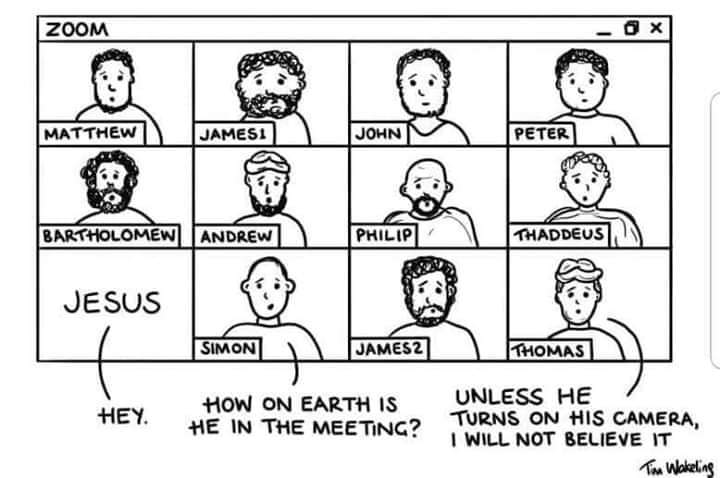 ZOOM
MATTHEW
JAMES1
JOHN
PETER
BARTHOLOMEW
ANDREW
PHILIP
THADDEUS
JESUS
SIMON
JAMES2
THOMAS
HEY.
HOW ON EARTH IS
HE IN THE MEETING?
UNLESS HE
TURNS ON HIS CAMERA,
I WILL NOT BELIEVE IT
Tim Wakeling